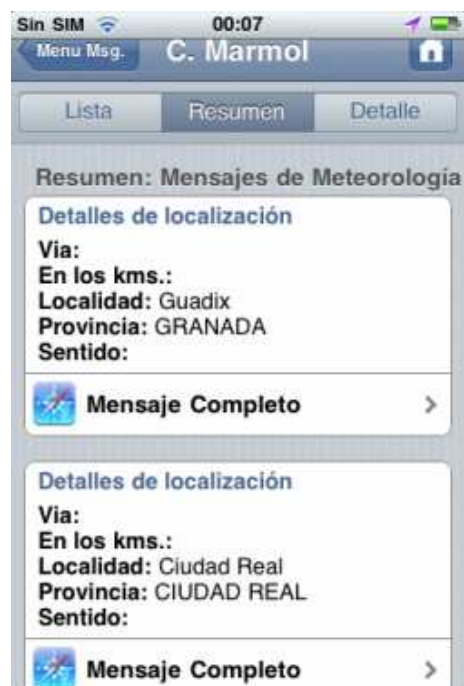 Sin SIM 00:07
Menu Msg. C. Marmol
Lista Resumen Detalle
Resumen: Mensajes de Meteorología
Detalles de localización
Via:
En los kms.:
Localidad: Guadix
Provincia: GRANADA
Sentido:
Mensaje Completo
Detalles de localización
Via:
En los kms.:
Localidad: Ciudad Real
Provincia: CIUDAD REAL
Sentido:
Mensaje Completo